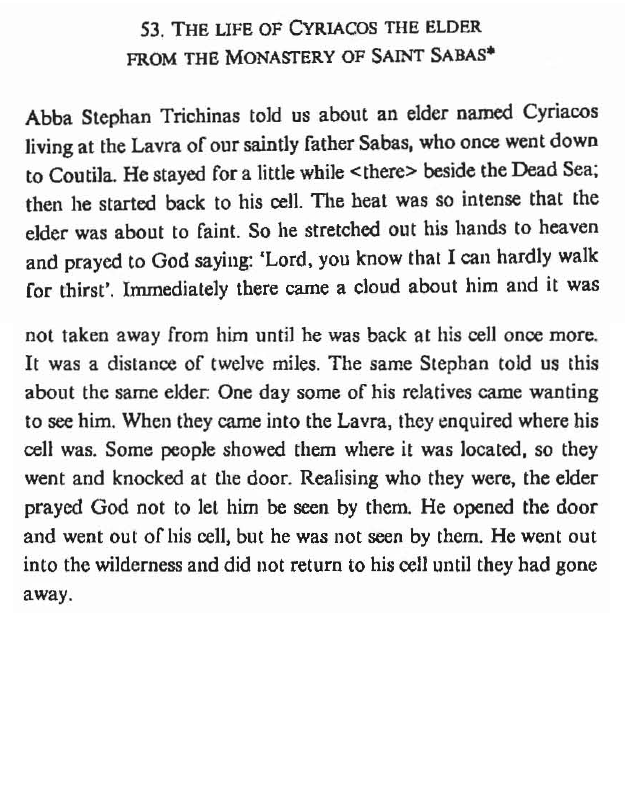 53. THE LIFE OF CYRIACOS THE ELDER
FROM THE MONASTERY OF SAINT SABAS*
Abba Stephan Trichinas told us about an elder named Cyriacos
living at the Lavra of our saintly father Sabas, who once went down
to Coutila. He stayed for a little while <there> beside the Dead Sea;
then he started back to his cell. The heat was so intense that the
elder was about to faint. So he stretched out his hands to heaven
and prayed to God saying: ‘Lord, you know that I can hardly walk
for thirst’. Immediately there came a cloud about him and it was
not taken away from him until he was back at his cell once more.
It was a distance of twelve miles. The same Stephan told us this
about the same elder. One day some of his relatives came wanting
to see him. When they came into the Lavra, they enquired where his
cell was. Some people showed them where it was located, so they
went and knocked at the door. Realising who they were, the elder
prayed God not to let him be seen by them. He opened the door
and went out of his cell, but he was not seen by them. He went out
into the wilderness and did not return to his cell until they had gone
away.